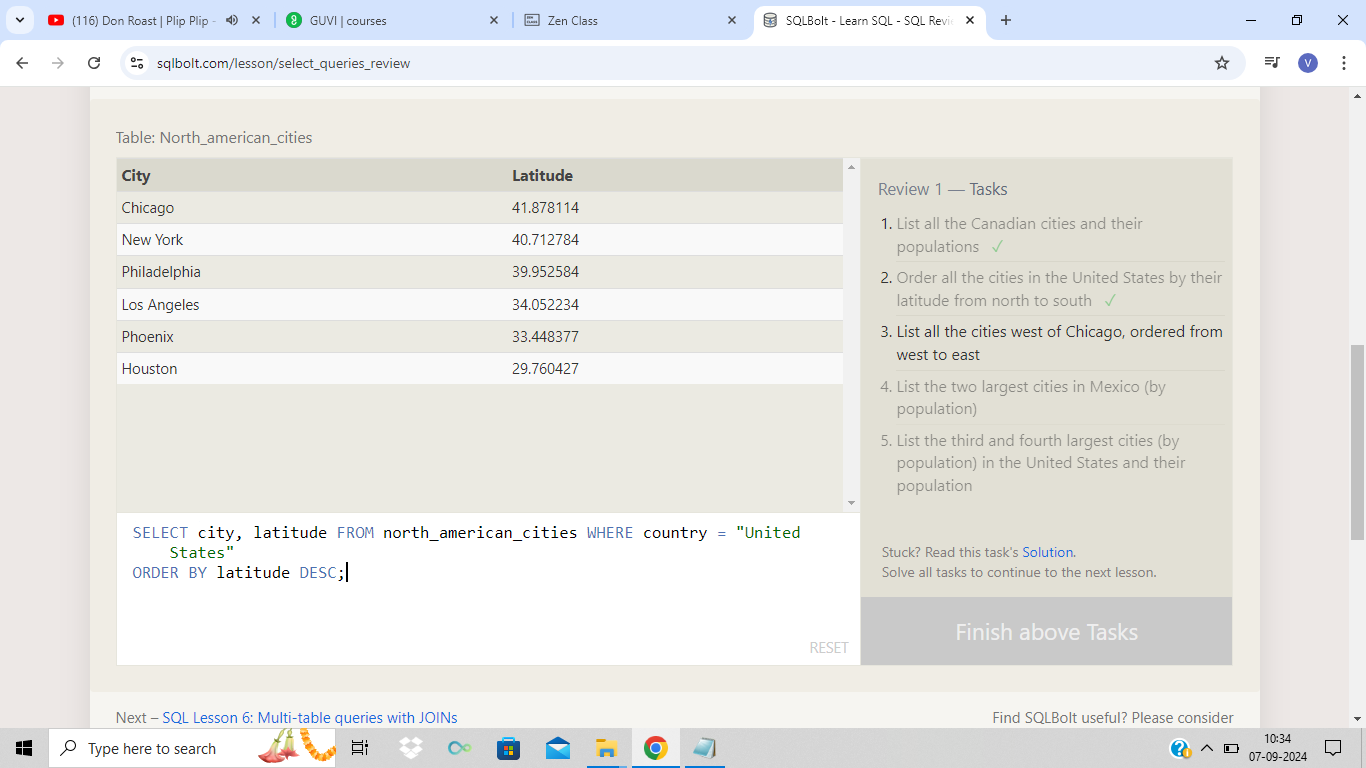 (116) Don Roast | Plip Plip -
GUVI | courses
Zen Class
SQLBolt - Learn SQL - SQL Revie
sqlbolt.com/lesson/select_queries_review
V
Table: North_american_cities
City Latitude
Chicago 41.878114
New York 40.712784
Philadelphia 39.952584
Los Angeles 34.052234
Phoenix 33.448377
Houston 29.760427
SELECT city, latitude FROM north_american_cities WHERE country = "United
States"
ORDER BY latitude DESC;
RESET
Review 1 — Tasks
1. List all the Canadian cities and their
populations ✓
2. Order all the cities in the United States by their
latitude from north to south ✓
3. List all the cities west of Chicago, ordered from
west to east
4. List the two largest cities in Mexico (by
population)
5. List the third and fourth largest cities (by
population) in the United States and their
population
Stuck? Read this task's Solution.
Solve all tasks to continue to the next lesson.
Finish above Tasks
Next – SQL Lesson 6: Multi-table queries with JOINs
Find SQLBolt useful? Please consider
Type here to search
10:34
07-09-2024